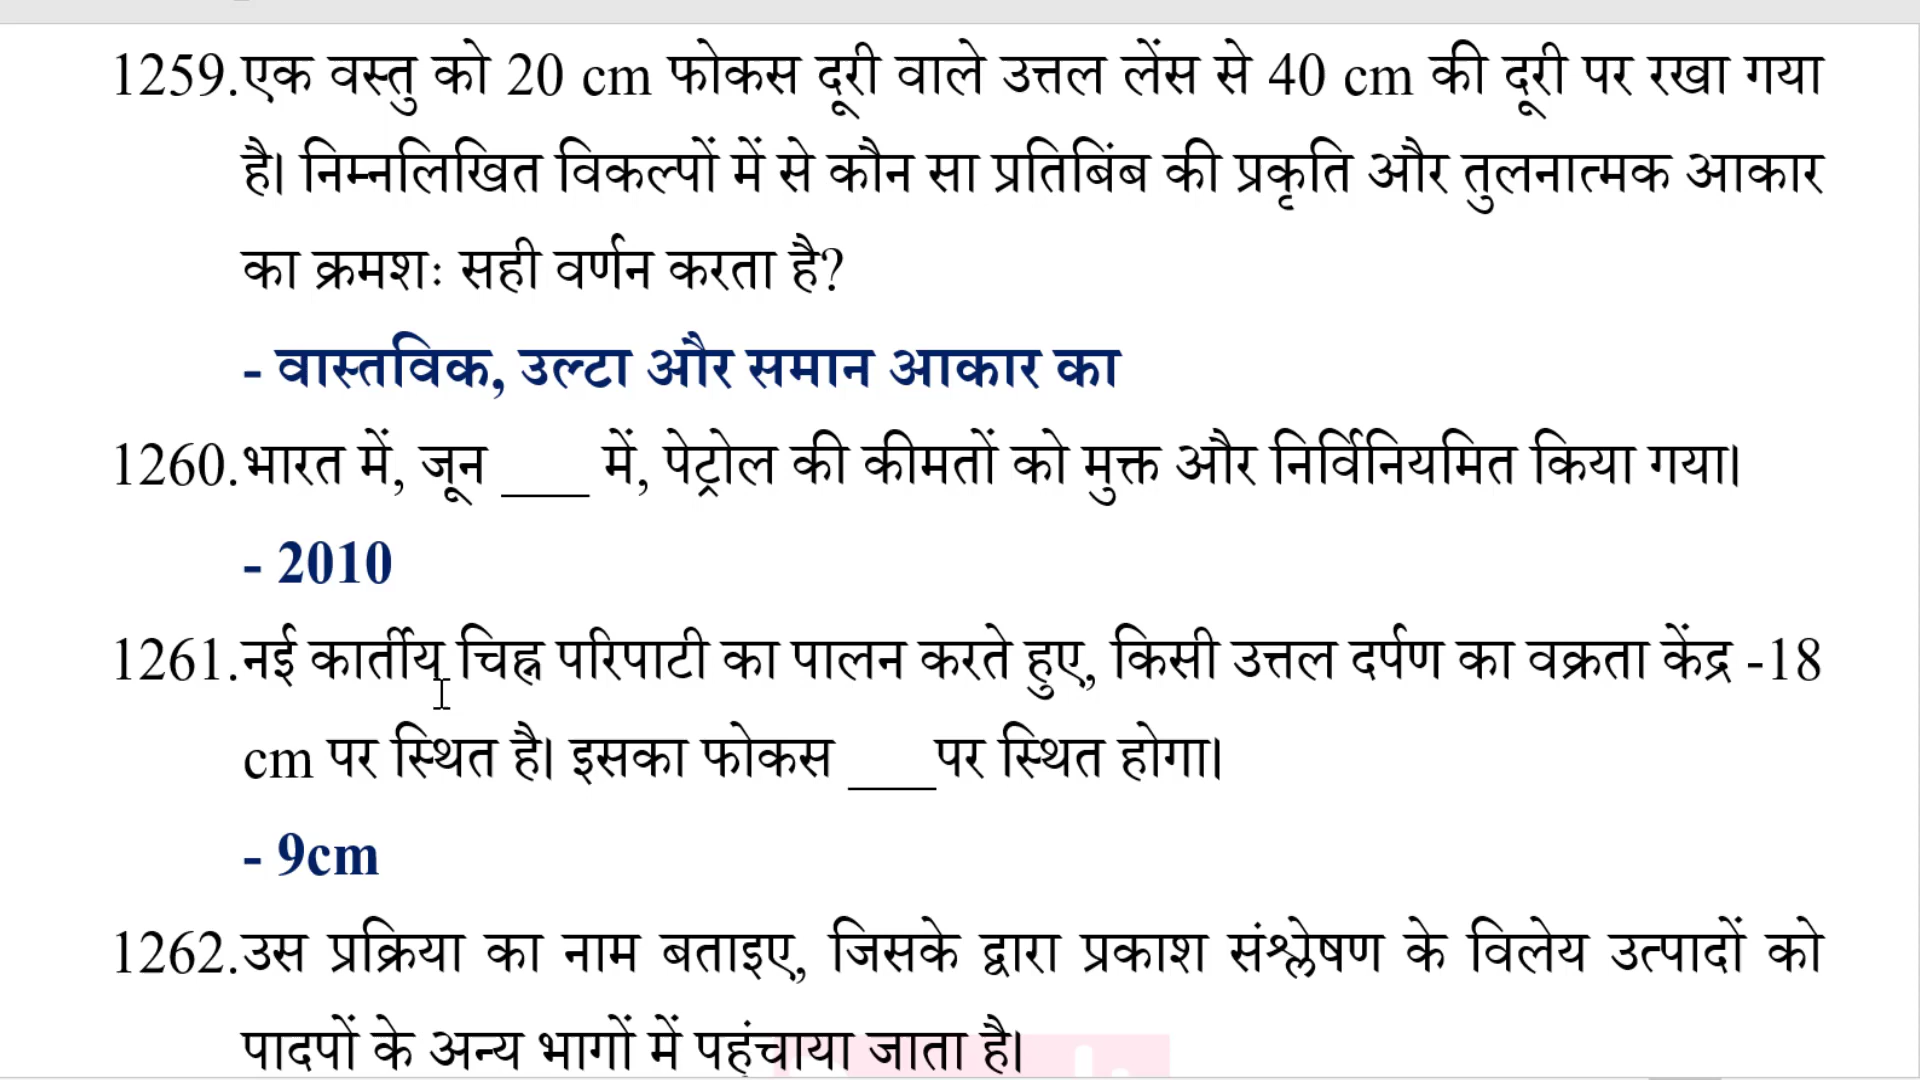 1259.एक वस्तु को 20 cm फोकस दूरी वाले उत्तल लेंस से 40 cm की दूरी पर रखा गया
है। निम्नलिखित विकल्पों में से कौन सा प्रतिबिंब की प्रकृति और तुलनात्मक आकार
का क्रमशः सही वर्णन करता है?
- वास्तविक, उल्टा और समान आकार का
1260.भारत में, जून ___ में, पेट्रोल की कीमतों को मुक्त और निर्विनियमित किया गया।
- 2010
1261.नई कार्तीय चिह्न परिपाटी का पालन करते हुए, किसी उत्तल दर्पण का वक्रता केंद्र -18
cm पर स्थित है। इसका फोकस ___पर स्थित होगा।
- 9cm
1262.उस प्रक्रिया का नाम बताइए, जिसके द्वारा प्रकाश संश्लेषण के विलेय उत्पादों को
पादपों के अन्य भागों में पहुंचाया जाता है।